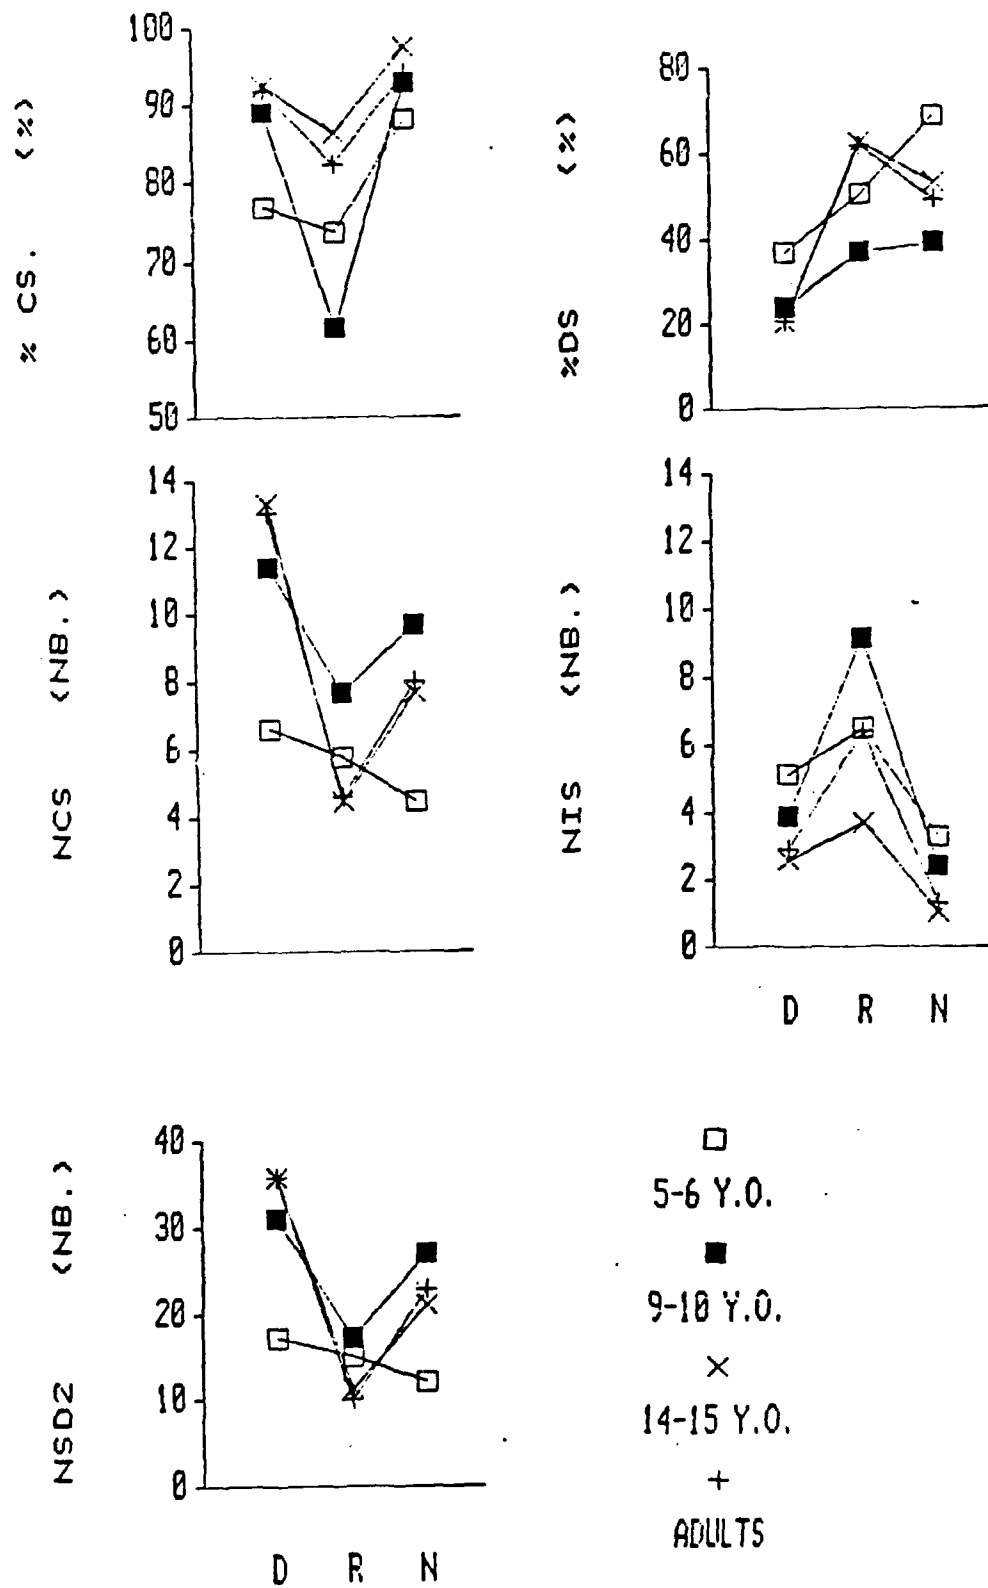 % CS. (%)
100
90
80
70
60
50
%DS (%)
80
60
40
20
0
NCS (NB.)
14
12
10
8
6
4
2
0
NIS (NB.)
14
12
10
8
6
4
2
0
D R N
NSD2 (NB.)
40
30
20
10
0
D R N
5-6 Y.O.
9-10 Y.O.
14-15 Y.O.
ADULTS